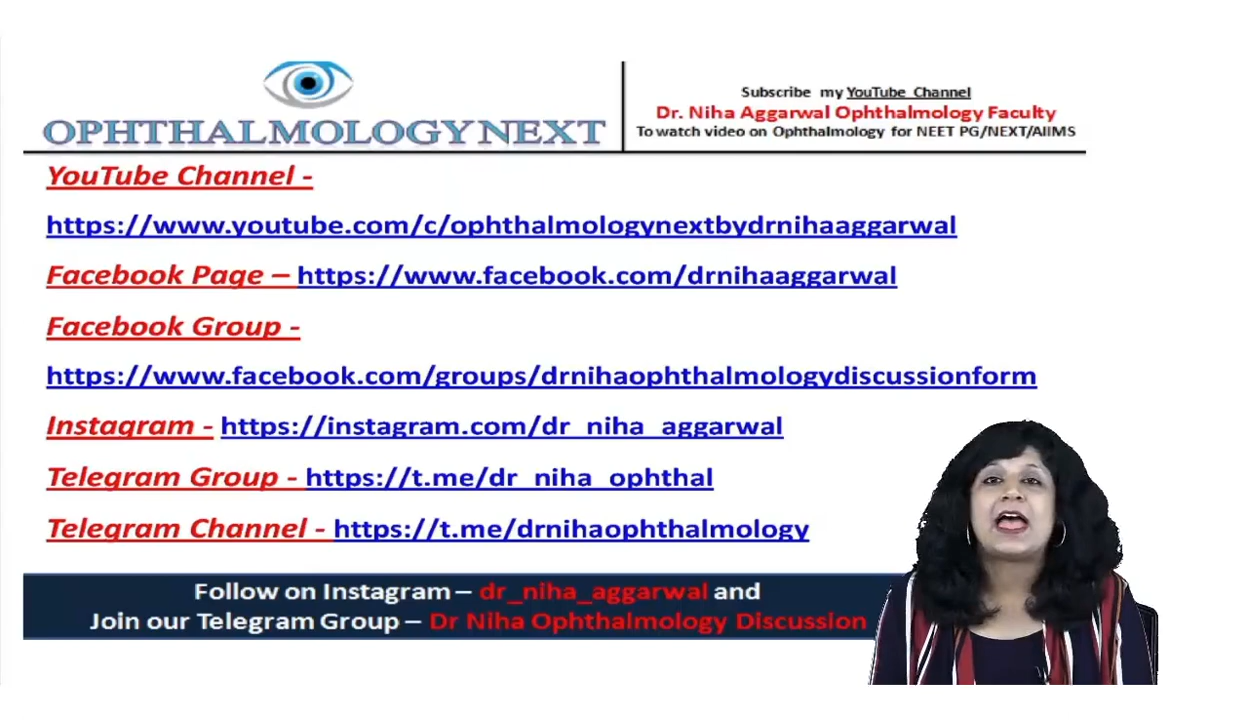 OPHTHALMOLOGYNEXT
Subscribe my YouTube Channel
Dr. Niha Aggarwal Ophthalmology Faculty
To watch video on Ophthalmology for NEET PG/NEXT/AIIMS
YouTube Channel -
https://www.youtube.com/c/ophthalmologynextbydrnihaaggarwal
Facebook Page – https://www.facebook.com/drnihaaggarwal
Facebook Group -
https://www.facebook.com/groups/drnihaophthalmologydiscussionform
Instagram - https://instagram.com/dr_niha_aggarwal
Telegram Group - https://t.me/dr_niha_ophthal
Telegram Channel - https://t.me/drnihaophthalmology
Follow on Instagram – dr_niha_aggarwal and
Join our Telegram Group – Dr Niha Ophthalmology Discussion